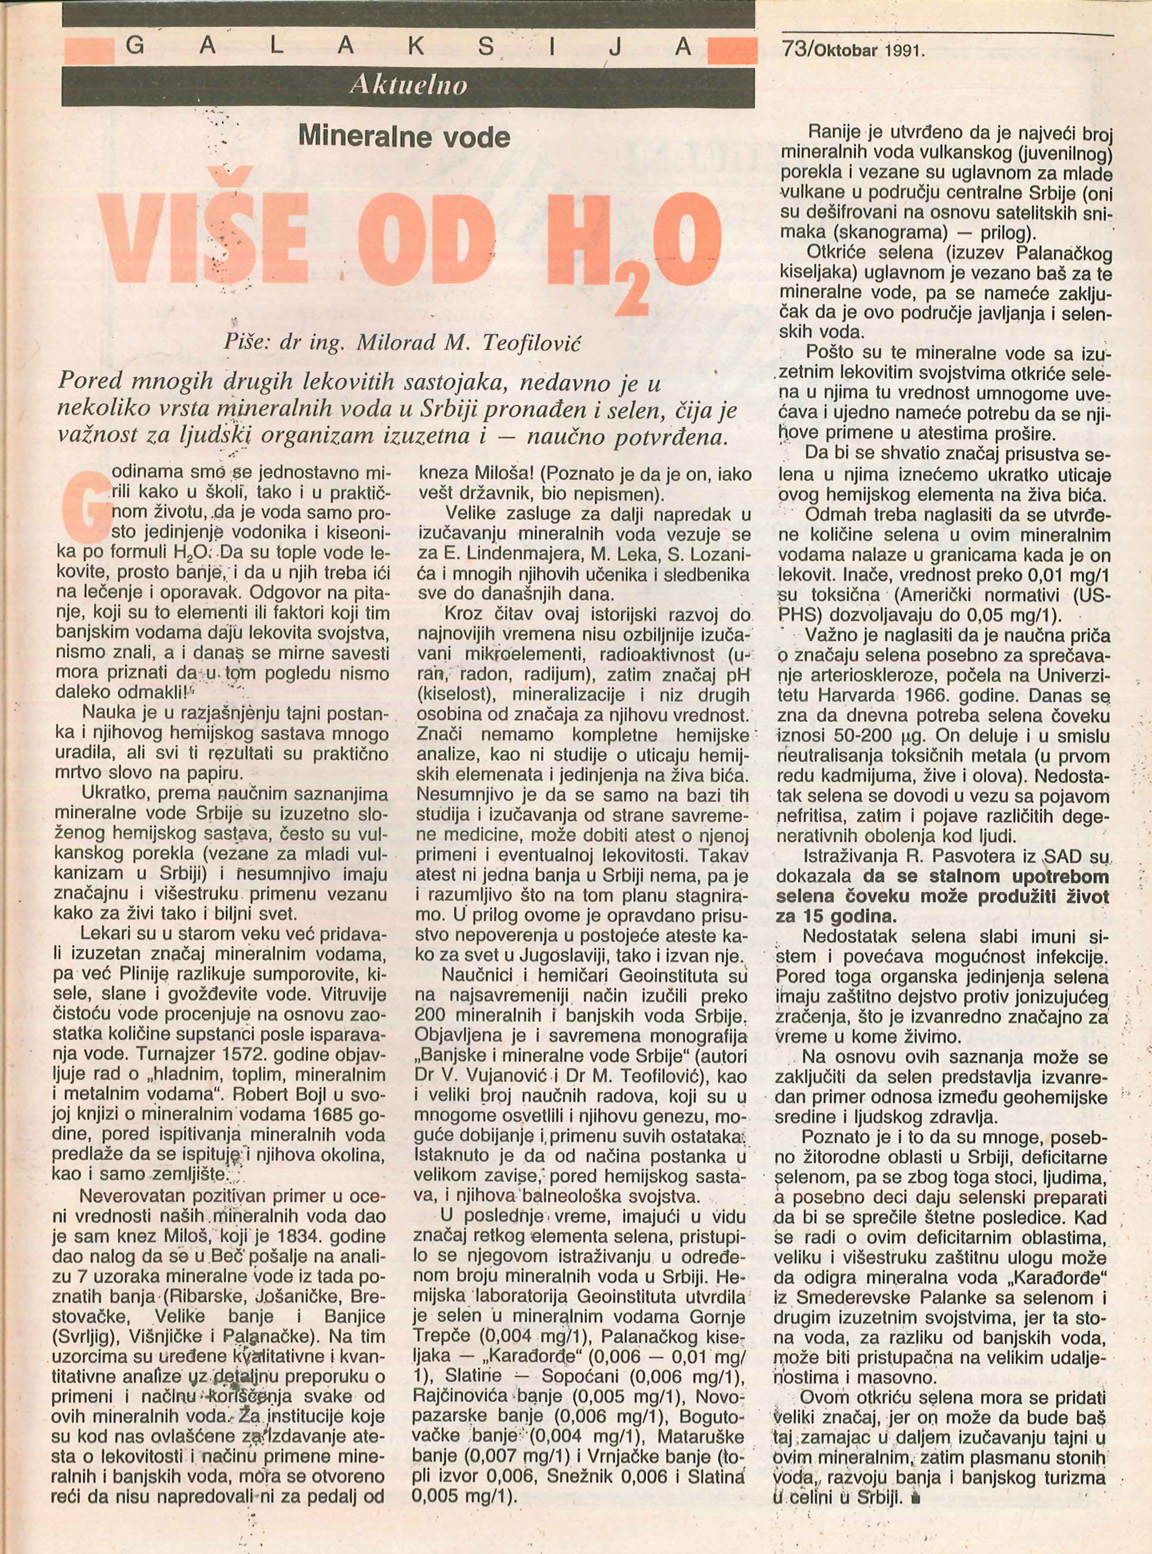 GALAKSIJA
73/Oktobar 1991.
Aktuelno
Mineralne vode
VIŠE OD H₂O
Piše: dr ing. Milorad M. Teofilović
Pored mnogih drugih lekovitih sastojaka, nedavno je u
nekoliko vrsta mineralnih voda u Srbiji pronađen i selen, čija je
važnost za ljudski organizam izuzetna i — naučno potvrđena.
Godinama smo se jednostavno mi-
rili kako u školi, tako i u praktič-
nom životu, da je voda samo pro-
sto jedinjenje vodonika i kiseoni-
ka po formuli H₂O. Da su tople vode le-
kovite, prosto banje, i da u njih treba ići
na lečenje i oporavak. Odgovor na pita-
nje, koji su to elementi ili faktori koji tim
banjskim vodama daju lekovita svojstva,
nismo znali, a i danas se mirne savesti
mora priznati da u tom pogledu nismo
daleko odmakli!
Nauka je u razjašnjenju tajni postan-
ka i njihovog hemijskog sastava mnogo
uradila, ali svi ti rezultati su praktično
mrtvo slovo na papiru.
Ukratko, prema naučnim saznanjima
mineralne vode Srbije su izuzetno slo-
ženog hemijskog sastava, često su vul-
kanskog porekla (vezane za mladi vul-
kanizam u Srbiji) i nesumnjivo imaju
značajnu i višestruku primenu vezanu
kako za živi tako i biljni svet.
Lekari su u starom veku već pridava-
li izuzetan značaj mineralnim vodama,
pa već Plinije razlikuje sumporovite, ki-
sele, slane i gvožđevite vode. Vitruvije
čistoću vode procenjuje na osnovu zao-
statka količine supstanci posle isparava-
nja vode. Turnajzer 1572. godine objav-
ljuje rad o „hladnim, toplim, mineralnim
i metalnim vodama“. Robert Bojl u svo-
joj knjizi o mineralnim vodama 1685 go-
dine, pored ispitivanja mineralnih voda
predlaže da se ispituje i njihova okolina,
kao i samo zemljište.
Neverovatan pozitivan primer u oce-
ni vrednosti naših mineralnih voda dao
je sam knez Miloš, koji je 1834. godine
dao nalog da se u Beč pošalje na anali-
zu 7 uzoraka mineralne vode iz tada po-
znatih banja (Ribarske, Jošaničke, Bre-
stovačke, Velike banje i Banjice
(Svrljig), Višnjičke i Palanačke). Na tim
uzorcima su uređene kvalitativne i kvan-
titativne analize uz detaljnu preporuku o
primeni i načinu korišćenja svake od
ovih mineralnih voda. Za institucije koje
su kod nas ovlašćene za izdavanje ate-
sta o lekovitosti i načinu primene mine-
ralnih i banjskih voda, mora se otvoreno
reći da nisu napredovali ni za pedalj od
kneza Miloša! (Poznato je da je on, iako
vešt državnik, bio nepismen).
Velike zasluge za dalji napredak u
izučavanju mineralnih voda vezuje se
za E. Lindenmajera, M. Leka, S. Lozani-
ća i mnogih njihovih učenika i sledbenika
sve do današnjih dana.
Kroz čitav ovaj istorijski razvoj do
najnovijih vremena nisu ozbiljnije izuča-
vani mikroelementi, radioaktivnost (u-
ran, radon, radijum), zatim značaj pH
(kiselost), mineralizacije i niz drugih
osobina od značaja za njihovu vrednost.
Znači nemamo kompletne hemijske
analize, kao ni studije o uticaju hemij-
skih elemenata i jedinjenja na živa bića.
Nesumnjivo je da se samo na bazi tih
studija i izučavanja od strane savreme-
ne medicine, može dobiti atest o njenoj
primeni i eventualnoj lekovitosti. Takav
atest ni jedna banja u Srbiji nema, pa je
i razumljivo što na tom planu stagnira-
mo. U prilog ovome je opravdano prisu-
stvo nepoverenja u postojeće ateste ka-
ko za svet u Jugoslaviji, tako i izvan nje.
Naučnici i hemičari Geoinstituta su
na najsavremeniji način izučili preko
200 mineralnih i banjskih voda Srbije.
Objavljena je i savremena monografija
„Banjske i mineralne vode Srbije“ (autori
Dr V. Vujanović i Dr M. Teofilović), kao
i veliki broj naučnih radova, koji su u
mnogome osvetlili i njihovu genezu, mo-
guće dobijanje i primenu suvih ostataka.
Istaknuto je da od načina postanka u
velikom zavise, pored hemijskog sasta-
va, i njihova balneološka svojstva.
U poslednje vreme, imajući u vidu
značaj retkog elementa selena, pristupi-
lo se njegovom istraživanju u određe-
nom broju mineralnih voda u Srbiji. He-
mijska laboratorija Geoinstituta utvrdila
je selen u mineralnim vodama Gornje
Trepče (0,004 mg/1), Palanačkog kise-
ljaka — „Karađorđe“ (0,006 — 0,01 mg/
1), Slatine — Sopoćani (0,006 mg/1),
Rajčinovića banje (0,005 mg/1), Novo-
pazarske banje (0,006 mg/1), Boguto-
vačke banje (0,004 mg/1), Mataruške
banje (0,007 mg/1) i Vrnjačke banje (to-
pli izvor 0,006, Snežnik 0,006 i Slatina
0,005 mg/1).
Ranije je utvrđeno da je najveći broj
mineralnih voda vulkanskog (juvenilnog)
porekla i vezane su uglavnom za mlade
vulkane u području centralne Srbije (oni
su dešifrovani na osnovu satelitskih sni-
maka (skanograma) — prilog).
Otkriće selena (izuzev Palanačkog
kiseljaka) uglavnom je vezano baš za te
mineralne vode, pa se nameće zaklju-
čak da je ovo područje javljanja i selen-
skih voda.
Pošto su te mineralne vode sa izu-
zetnim lekovitim svojstvima otkriće sele-
na u njima tu vrednost umnogome uve-
ćava i ujedno nameće potrebu da se nji-
hove primene u atestima prošire.
Da bi se shvatio značaj prisustva se-
lena u njima iznećemo ukratko uticaje
ovog hemijskog elementa na živa bića.
Odmah treba naglasiti da se utvrđe-
ne količine selena u ovim mineralnim
vodama nalaze u granicama kada je on
lekovit. Inače, vrednost preko 0,01 mg/1
su toksična (Američki normativi (US-
PHS) dozvoljavaju do 0,05 mg/1).
Važno je naglasiti da je naučna priča
o značaju selena posebno za sprečava-
nje arterioskleroze, počela na Univerzi-
tetu Harvarda 1966. godine. Danas se
zna da dnevna potreba selena čoveku
iznosi 50-200 µg. On deluje i u smislu
neutralisanja toksičnih metala (u prvom
redu kadmijuma, žive i olova). Nedosta-
tak selena se dovodi u vezu sa pojavom
nefritisa, zatim i pojave različitih dege-
nerativnih obolenja kod ljudi.
Istraživanja R. Pasvotera iz SAD su
dokazala da se stalnom upotrebom
selena čoveku može produžiti život
za 15 godina.
Nedostatak selena slabi imuni si-
stem i povećava mogućnost infekcije.
Pored toga organska jedinjenja selena
imaju zaštitno dejstvo protiv jonizujućeg
zračenja, što je izvanredno značajno za
vreme u kome živimo.
Na osnovu ovih saznanja može se
zaključiti da selen predstavlja izvanre-
dan primer odnosa između geohemijske
sredine i ljudskog zdravlja.
Poznato je i to da su mnoge, poseb-
no žitorodne oblasti u Srbiji, deficitarne
selenom, pa se zbog toga stoci, ljudima,
a posebno deci daju selenski preparati
da bi se sprečile štetne posledice. Kad
se radi o ovim deficitarnim oblastima,
veliku i višestruku zaštitnu ulogu može
da odigra mineralna voda „Karađorđe“
iz Smederevske Palanke sa selenom i
drugim izuzetnim svojstvima, jer ta sto-
na voda, za razliku od banjskih voda,
može biti pristupačna na velikim udalje-
nostima i masovno.
Ovom otkriću selena mora se pridati
veliki značaj, jer on može da bude baš
taj zamajac u daljem izučavanju tajni u
ovim mineralnim, zatim plasmanu stonih
voda, razvoju banja i banjskog turizma
u celini u Srbiji.